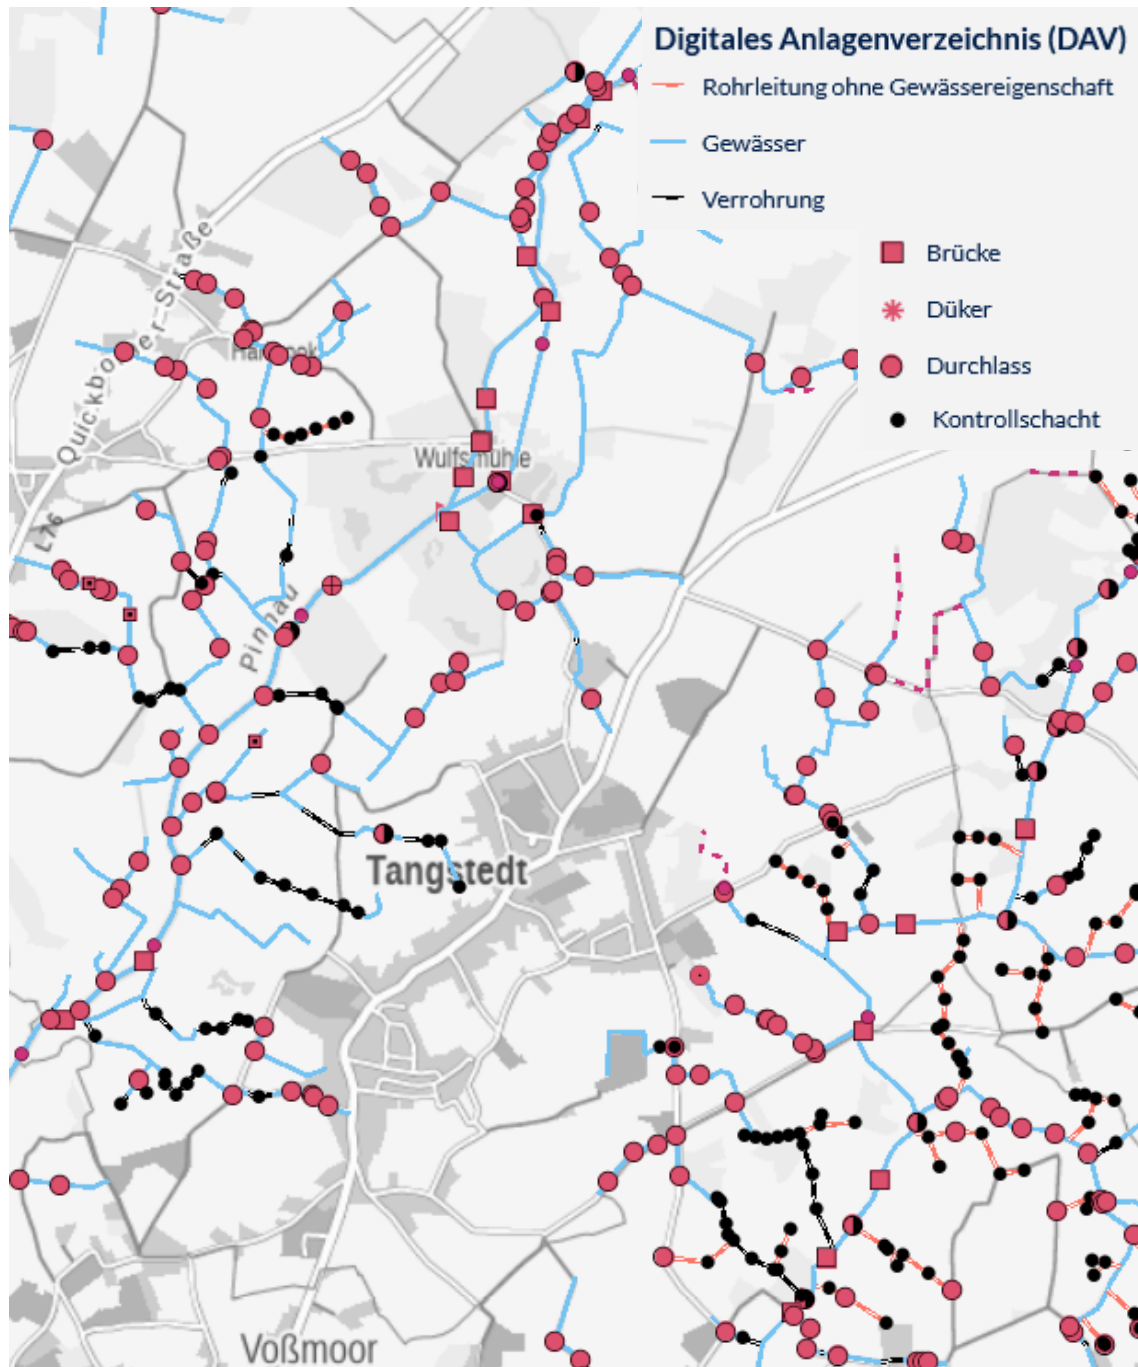 Digitales Anlagenverzeichnis (DAV)
Rohrleitung ohne Gewässereigenschaft
Gewässer
Verrohrung
Brücke
Düker
Durchlass
Kontrollschacht
Quickborner-Straße
Wulfsmühle
L76
Pinnau
Tangstedt
Voßmoor